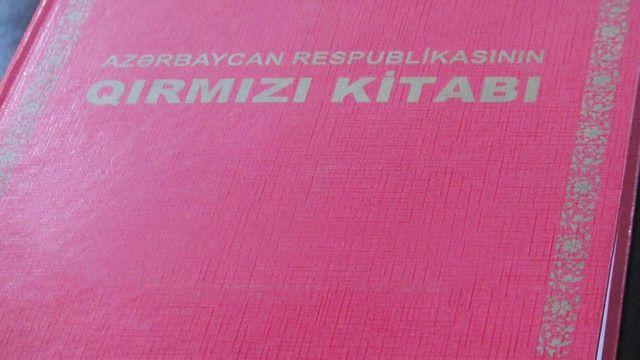 AZƏRBAYCAN RESPUBLİKASININ
QIRMIZI KİTABI